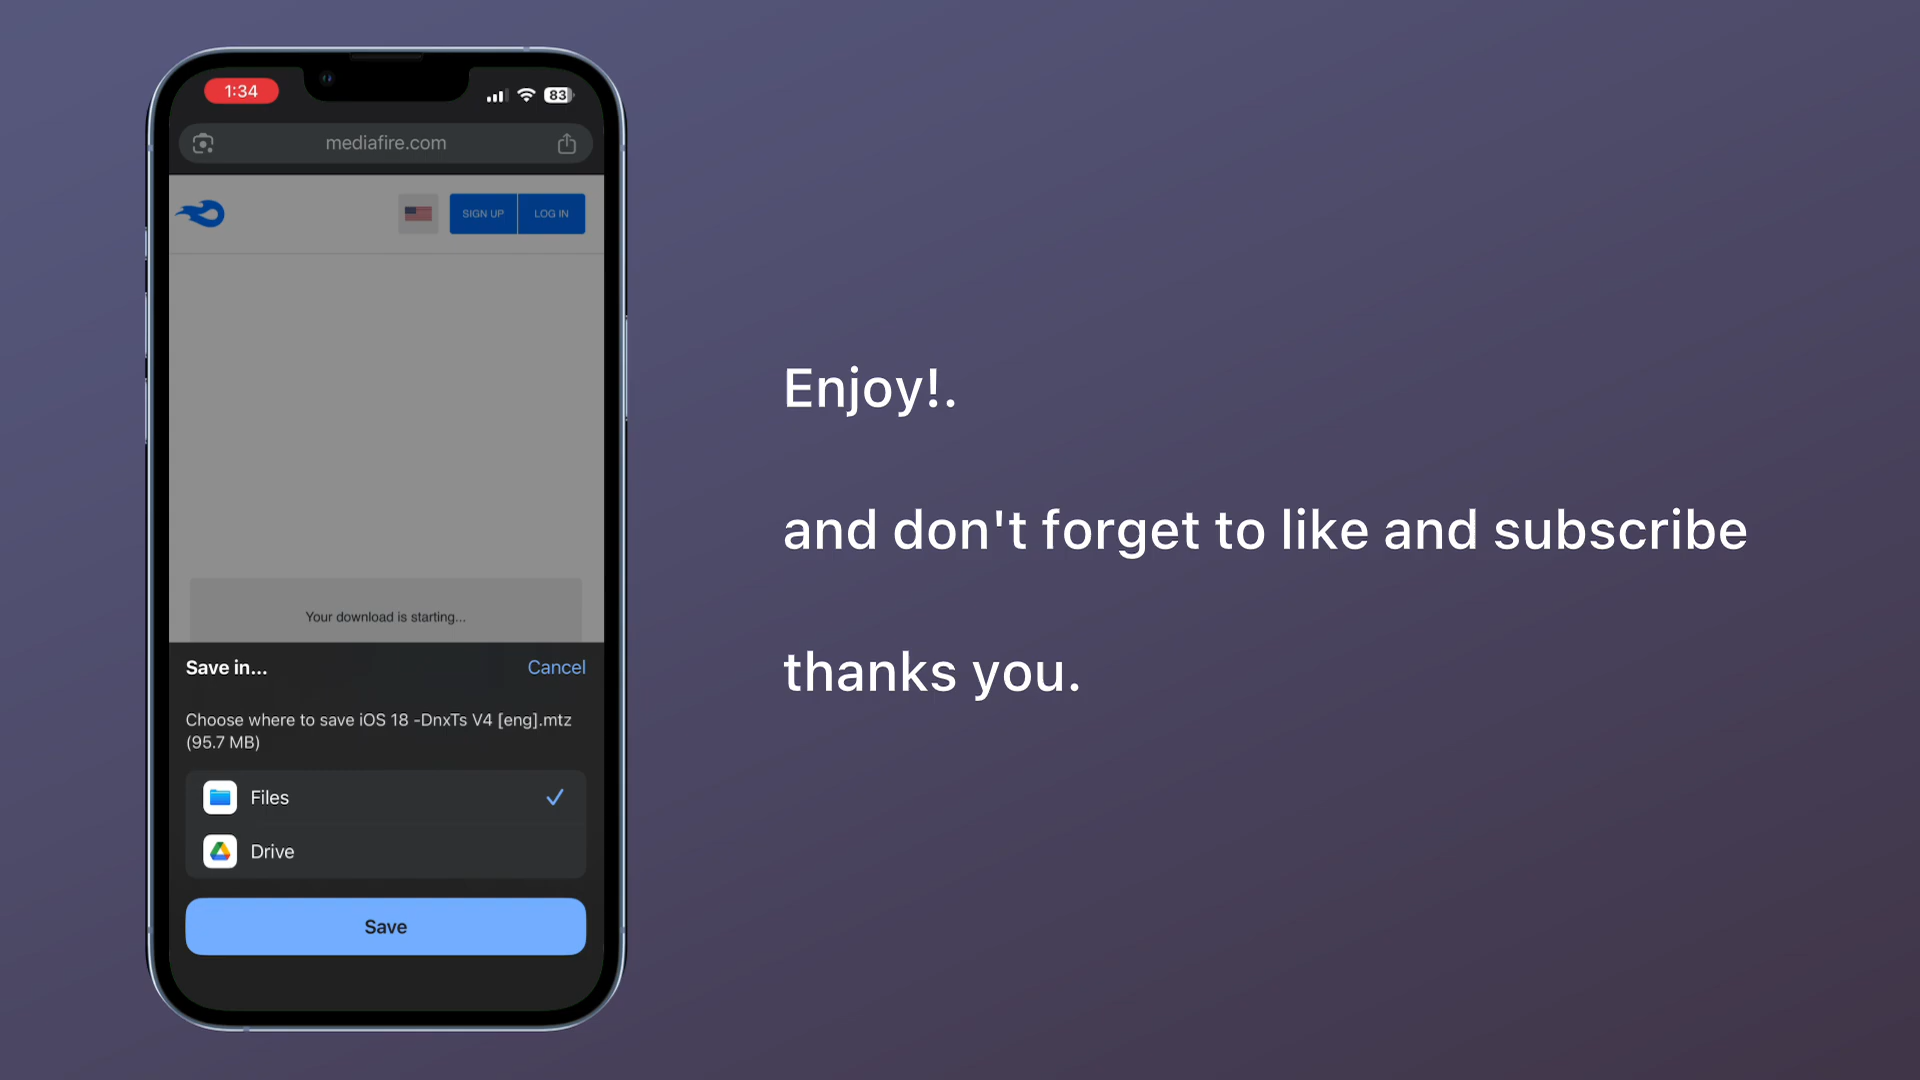 1:34
83
mediafire.com
SIGN UP
LOG IN
Your download is starting...
Save in...
Cancel
Choose where to save iOS 18 -DnxTs V4 [eng].mtz
(95.7 MB)
Files
Drive
Save
Enjoy!.
and don't forget to like and subscribe
thanks you.